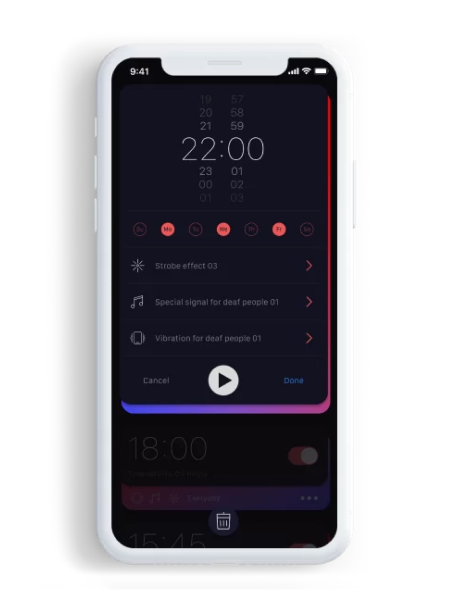 9:41
19 57
20 58
21 59
22:00
23 01
00 02
01 03
Su Mo Tu We Th Fr Sa
Strobe effect 03
Special signal for deaf people 01
Vibration for deaf people 01
Cancel Done
18:00
Everyday
15:45